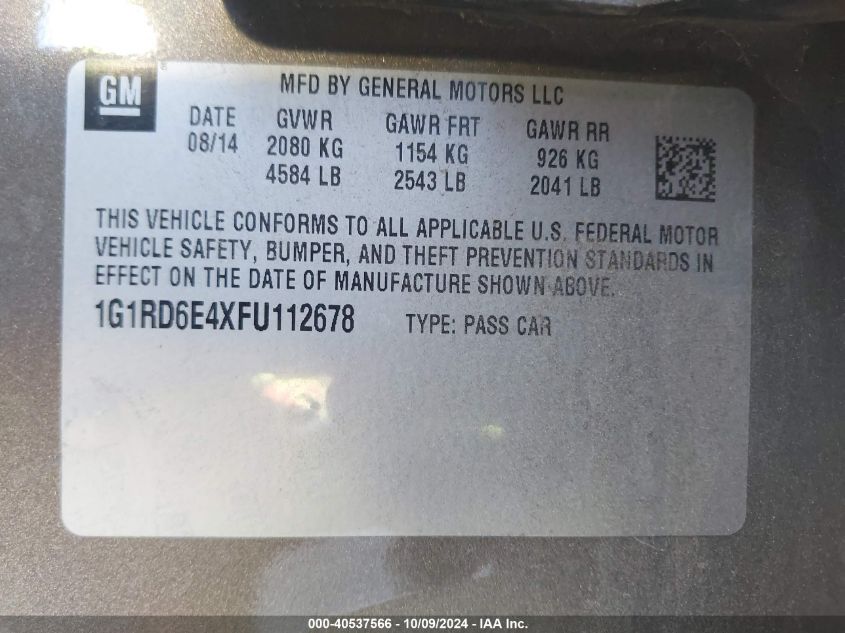 GM
MFD BY GENERAL MOTORS LLC
DATE GVWR GAWR FRT GAWR RR
08/14 2080 KG 1154 KG 926 KG
4584 LB 2543 LB 2041 LB
THIS VEHICLE CONFORMS TO ALL APPLICABLE U.S. FEDERAL MOTOR
VEHICLE SAFETY, BUMPER, AND THEFT PREVENTION STANDARDS IN
EFFECT ON THE DATE OF MANUFACTURE SHOWN ABOVE.
1G1RD6E4XFU112678 TYPE: PASS CAR
000-40537566 - 10/09/2024 - IAA Inc.